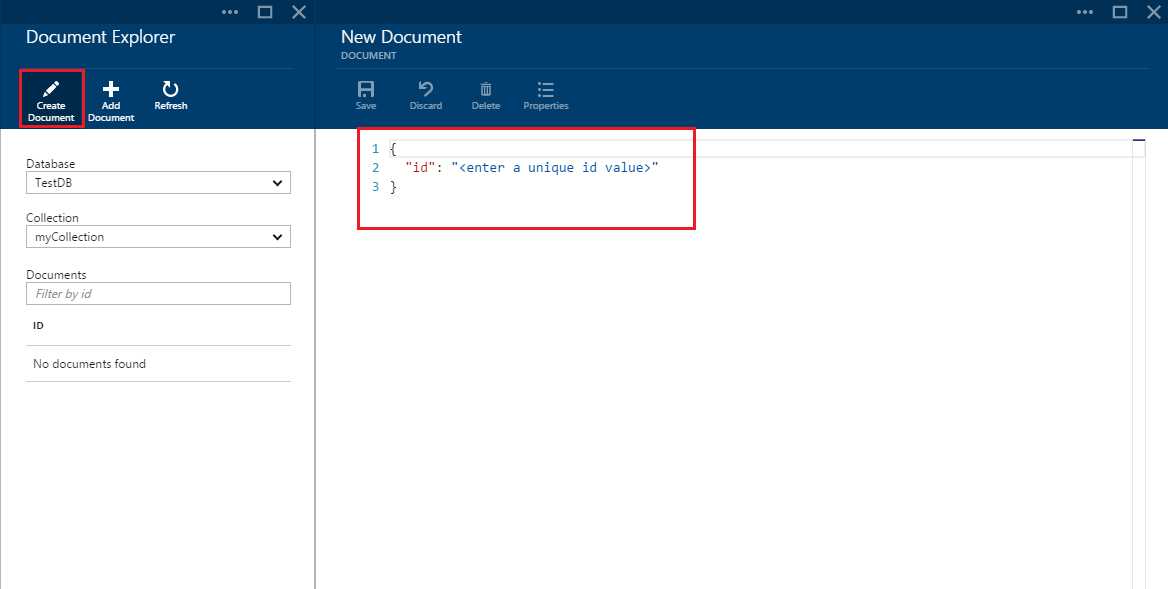 Document Explorer
Create Document
Add Document
Refresh
Database
TestDB
Collection
myCollection
Documents
Filter by id
ID
No documents found
New Document
DOCUMENT
Save
Discard
Delete
Properties
1 {
2 "id": "<enter a unique id value>"
3 }